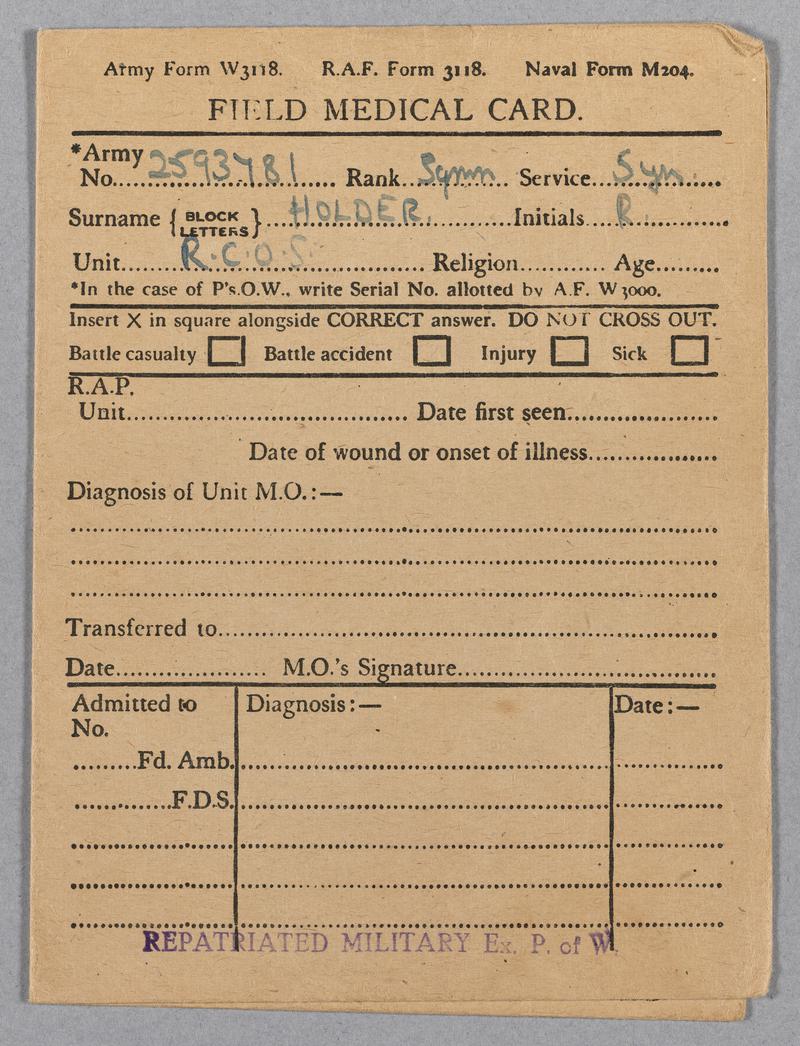 Army Form W3118. R.A.F. Form 3118. Naval Form M204.
FIELD MEDICAL CARD.
*Army
No. 2593781 Rank Sgmn Service 5 yrs.
Surname { BLOCK LETTERS } HOLDER. Initials R.
Unit R.C.O.S. Religion Age
*In the case of P's.O.W., write Serial No. allotted by A.F. W3000.
Insert X in square alongside CORRECT answer. DO NOT CROSS OUT.
Battle casualty Battle accident Injury Sick
R.A.P.
Unit Date first seen
Date of wound or onset of illness
Diagnosis of Unit M.O.:—
Transferred to
Date M.O.'s Signature
Admitted to Diagnosis:— Date:—
No.
Fd. Amb.
F.D.S.
REPATRIATED MILITARY Ex. P. of W.